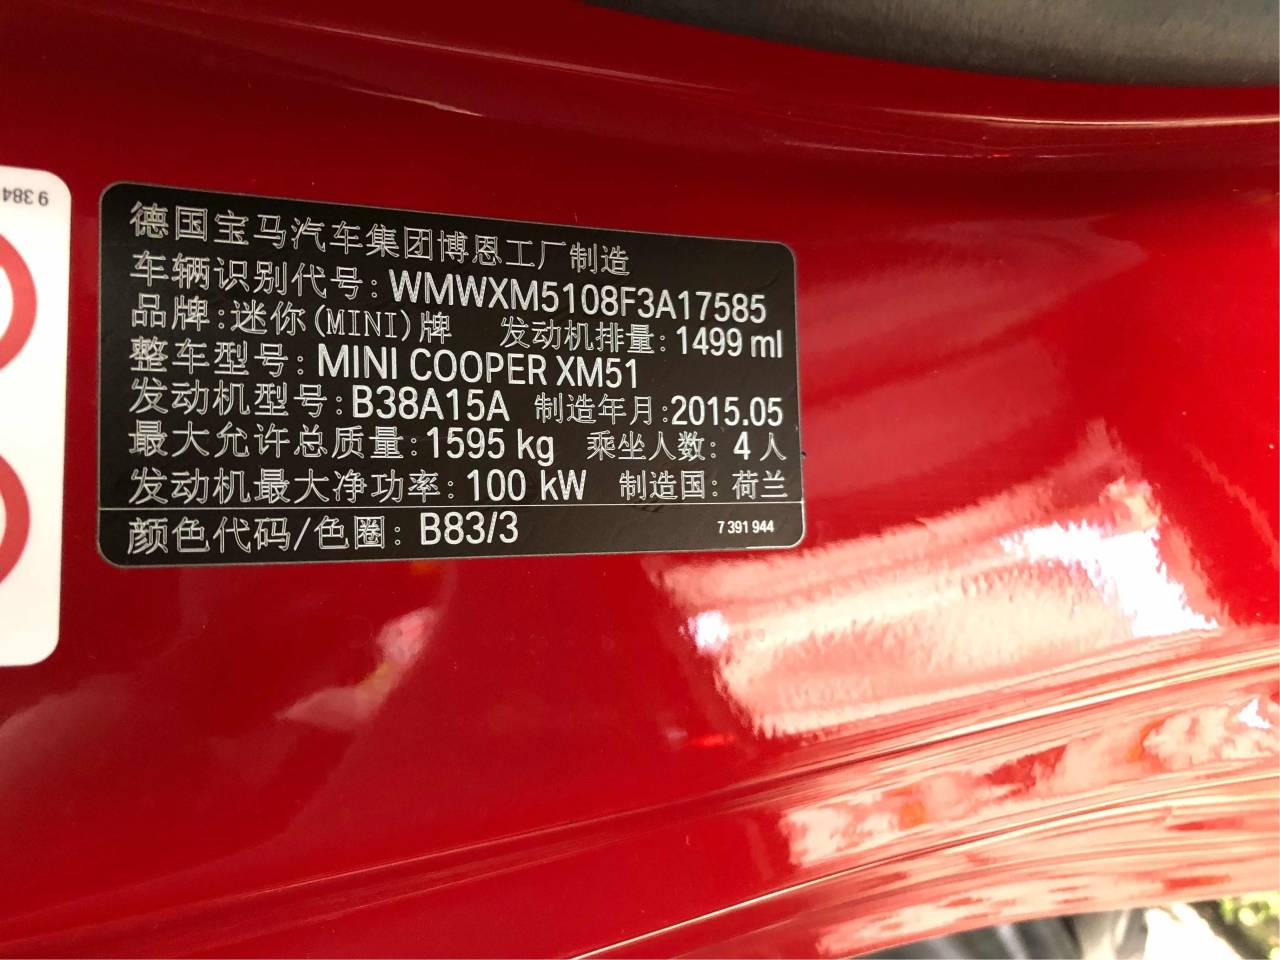 9 384
德国宝马汽车集团博恩工厂制造
车辆识别代号: WMWXM5108F3A17585
品牌:迷你(MINI)牌 发动机排量: 1499 ml
整车型号: MINI COOPER XM51
发动机型号: B38A15A 制造年月:2015.05
最大允许总质量: 1595 kg 乘坐人数: 4 人
发动机最大净功率: 100 kW 制造国: 荷兰
颜色代码/色圈: B83/3 7 391 944